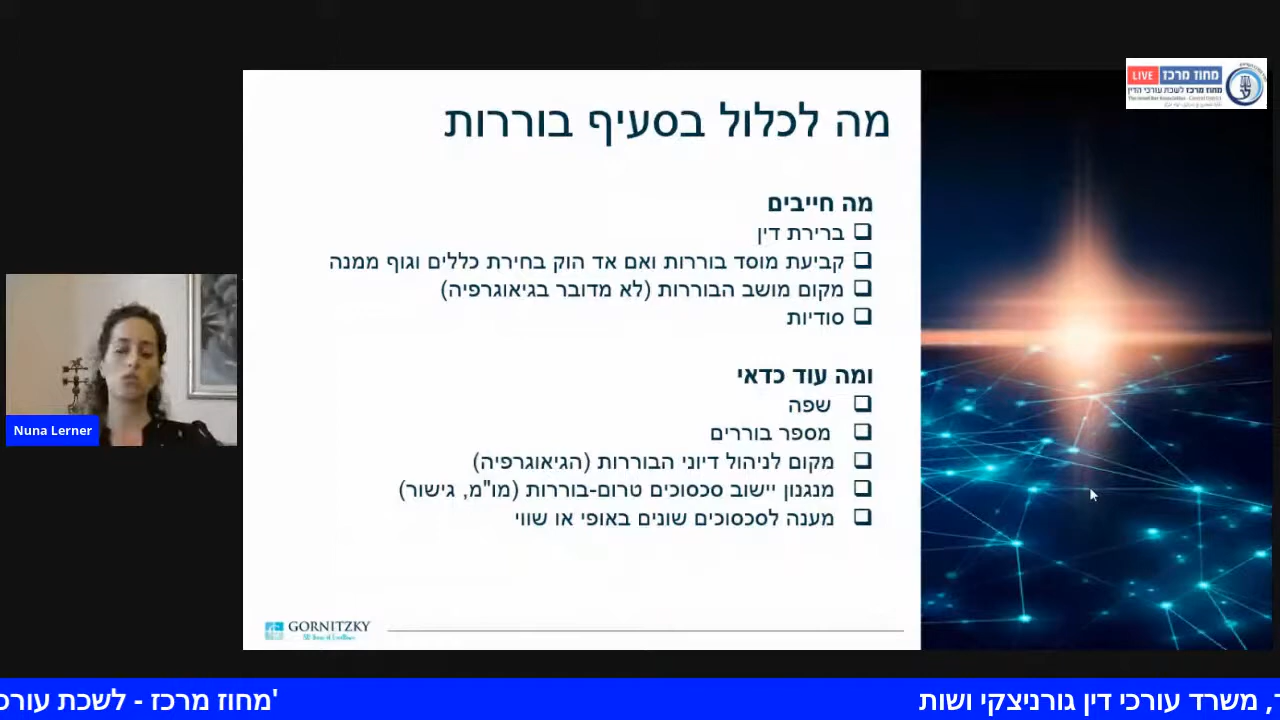 LIVE מחוז מרכז
מחוז מרכז לשכת עורכי הדין
מה לכלול בסעיף בוררות
מה חייבים
ברירת דין
קביעת מוסד בוררות ואם אד הוק בחירת כללים וגוף ממנה
מקום מושב הבוררות (לא מדובר בגיאוגרפיה)
סודיות
ומה עוד כדאי
שפה
מספר בוררים
מקום לניהול דיוני הבוררות (הגיאוגרפיה)
מנגנון יישוב סכסוכים טרום-בוררות (מו"מ, גישור)
מענה לסכסוכים שונים באופי או שווי
Nuna Lerner
GORNITZKY
, משרד עורכי דין גורניצקי ושות
'מחוז מרכז - לשכת עורכ